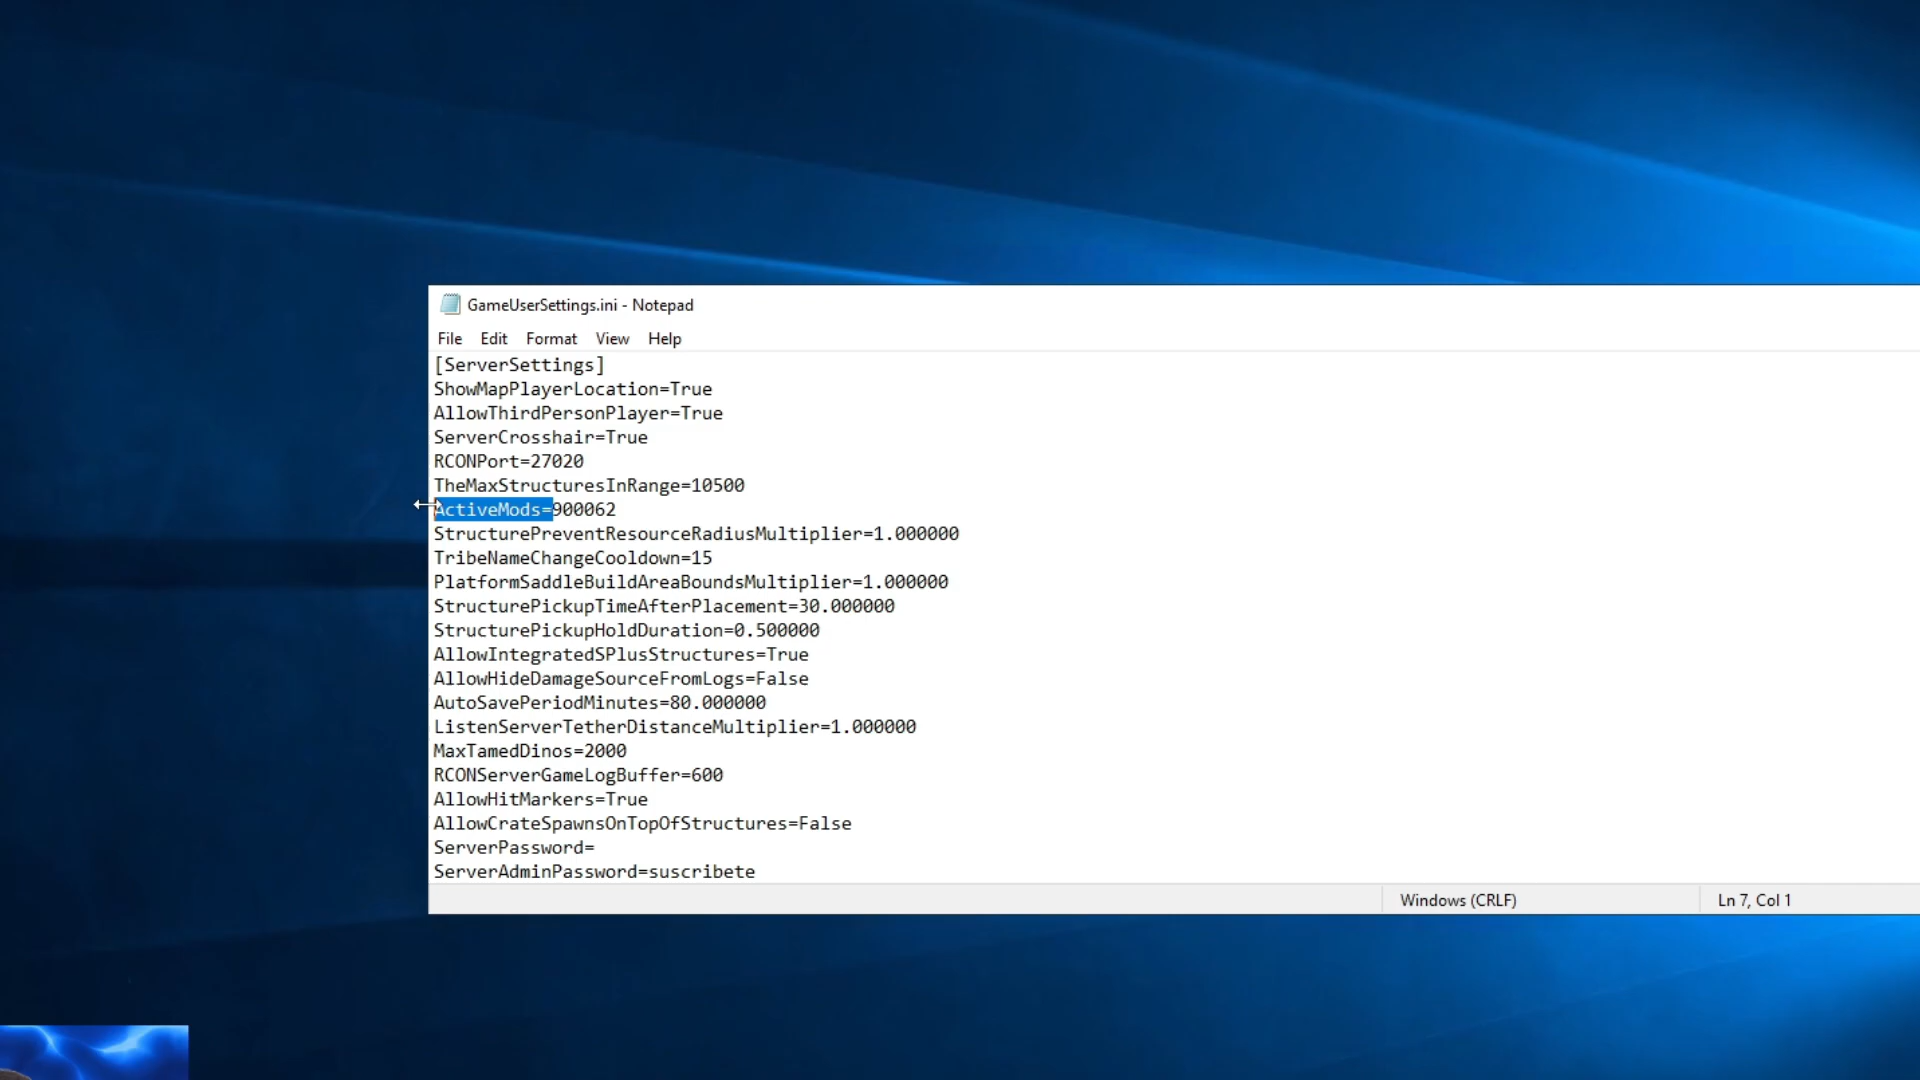 GameUserSettings.ini - Notepad
File Edit Format View Help
[ServerSettings]
ShowMapPlayerLocation=True
AllowThirdPersonPlayer=True
ServerCrosshair=True
RCONPort=27020
TheMaxStructuresInRange=10500
ActiveMods=900062
StructurePreventResourceRadiusMultiplier=1.000000
TribeNameChangeCooldown=15
PlatformSaddleBuildAreaBoundsMultiplier=1.000000
StructurePickupTimeAfterPlacement=30.000000
StructurePickupHoldDuration=0.500000
AllowIntegratedSPlusStructures=True
AllowHideDamageSourceFromLogs=False
AutoSavePeriodMinutes=80.000000
ListenServerTetherDistanceMultiplier=1.000000
MaxTamedDinos=2000
RCONServerGameLogBuffer=600
AllowHitMarkers=True
AllowCrateSpawnsOnTopOfStructures=False
ServerPassword=
ServerAdminPassword=suscribete
Windows (CRLF) Ln 7, Col 1